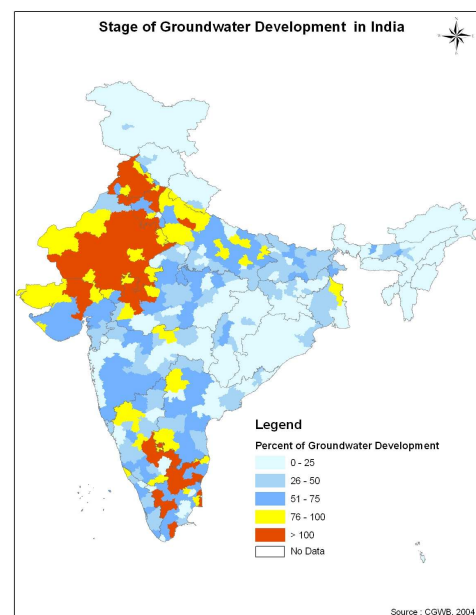 Stage of Groundwater Development in India
Legend
Percent of Groundwater Development
0 - 25
26 - 50
51 - 75
76 - 100
> 100
No Data
Source : CGWB, 2004